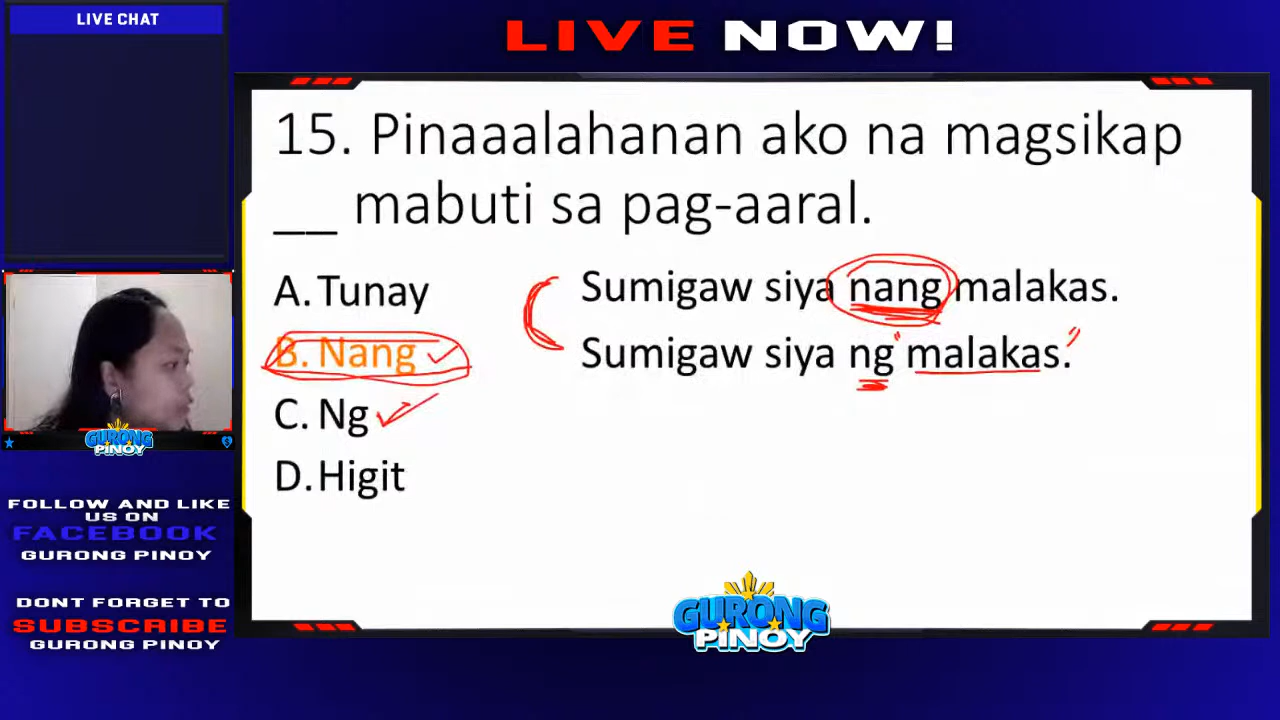 LIVE CHAT
LIVE NOW!
15. Pinaaalahanan ako na magsikap
__ mabuti sa pag-aaral.
A. Tunay
B. Nang
C. Ng
D. Higit
Sumigaw siya nang malakas.
Sumigaw siya ng "malakas."
GURONG
PINOY
FOLLOW AND LIKE
US ON
FACEBOOK
GURONG PINOY
DONT FORGET TO
SUBSCRIBE
GURONG PINOY
GURONG
PINOY